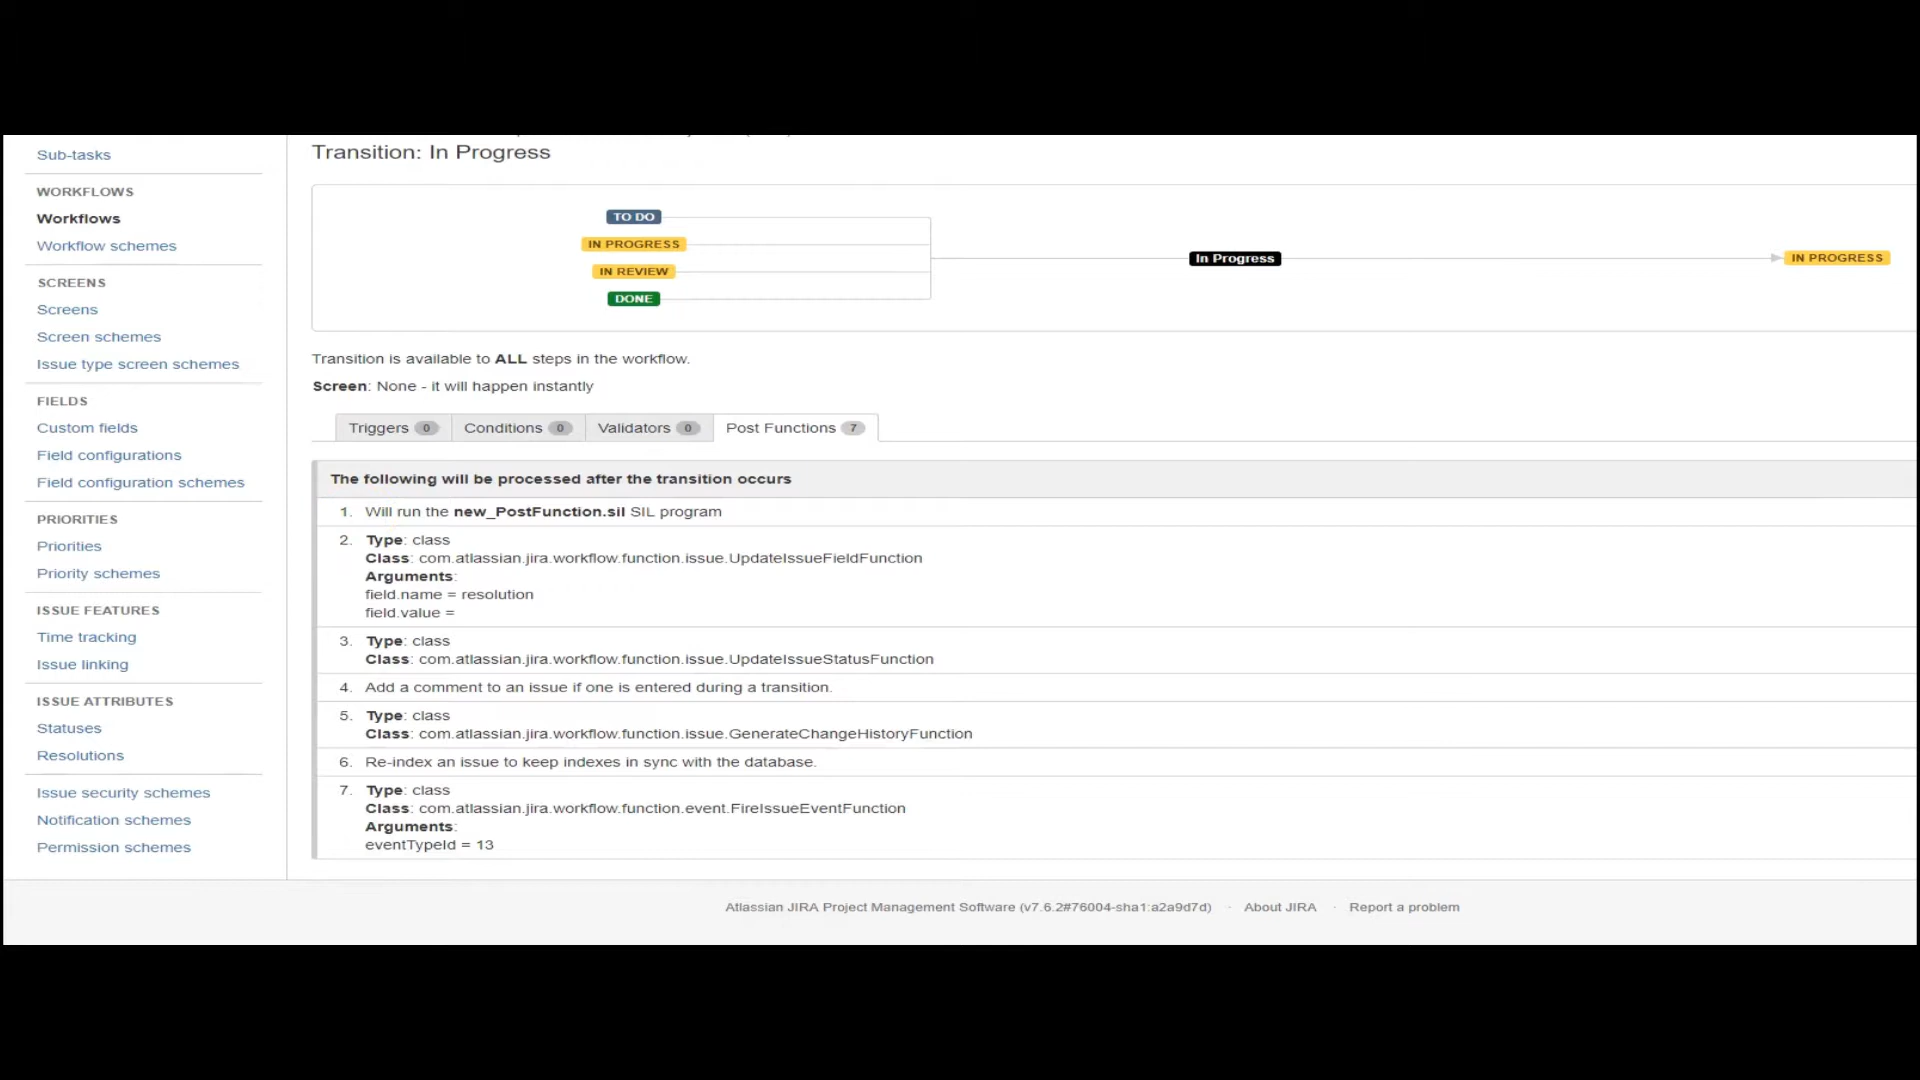 Sub-tasks
WORKFLOWS
Workflows
Workflow schemes
SCREENS
Screens
Screen schemes
Issue type screen schemes
FIELDS
Custom fields
Field configurations
Field configuration schemes
PRIORITIES
Priorities
Priority schemes
ISSUE FEATURES
Time tracking
Issue linking
ISSUE ATTRIBUTES
Statuses
Resolutions
Issue security schemes
Notification schemes
Permission schemes
Transition: In Progress
TO DO
IN PROGRESS
IN REVIEW
DONE
In Progress
IN PROGRESS
Transition is available to ALL steps in the workflow.
Screen: None - it will happen instantly
Triggers 0 Conditions 0 Validators 0 Post Functions 7
The following will be processed after the transition occurs
1. Will run the new_PostFunction.sil SIL program
2. Type: class
Class: com.atlassian.jira.workflow.function.issue.UpdateIssueFieldFunction
Arguments:
field.name = resolution
field.value =
3. Type: class
Class: com.atlassian.jira.workflow.function.issue.UpdateIssueStatusFunction
4. Add a comment to an issue if one is entered during a transition.
5. Type: class
Class: com.atlassian.jira.workflow.function.issue.GenerateChangeHistoryFunction
6. Re-index an issue to keep indexes in sync with the database.
7. Type: class
Class: com.atlassian.jira.workflow.function.event.FireIssueEventFunction
Arguments:
eventTypeId = 13
Atlassian JIRA Project Management Software (v7.6.2#76004-sha1:a2a9d7d) · About JIRA · Report a problem